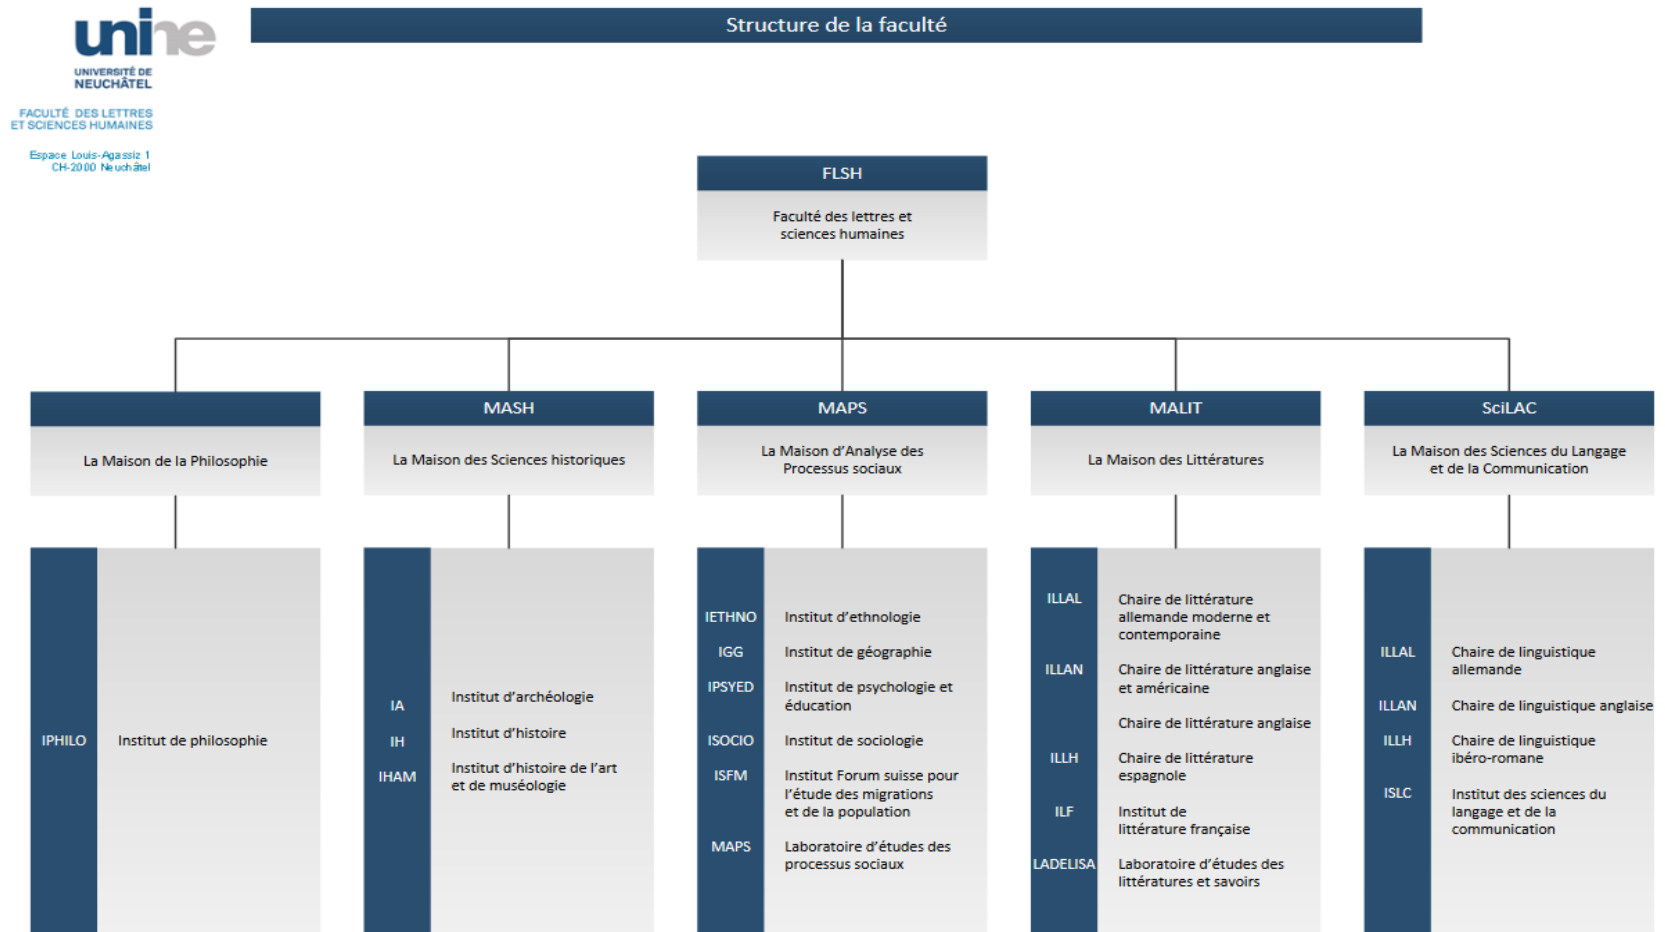 unine
UNIVERSITÉ DE
NEUCHÂTEL
FACULTÉ DES LETTRES
ET SCIENCES HUMAINES
Espace Louis-Agassiz 1
CH-2000 Neuchâtel
Structure de la faculté
FLSH
Faculté des lettres et
sciences humaines
La Maison de la Philosophie
IPHILO Institut de philosophie
MASH
La Maison des Sciences historiques
IA Institut d'archéologie
IH Institut d'histoire
IHAM Institut d'histoire de l'art
et de muséologie
MAPS
La Maison d'Analyse des
Processus sociaux
IETHNO Institut d'ethnologie
IGG Institut de géographie
IPSYED Institut de psychologie et
éducation
ISOCIO Institut de sociologie
ISFM Institut Forum suisse pour
l'étude des migrations
et de la population
MAPS Laboratoire d'études des
processus sociaux
MALIT
La Maison des Littératures
ILLAL Chaire de littérature
allemande moderne et
contemporaine
ILLAN Chaire de littérature anglaise
et américaine
Chaire de littérature anglaise
ILLH Chaire de littérature
espagnole
ILF Institut de
littérature française
LADELISA Laboratoire d'études des
littératures et savoirs
SciLAC
La Maison des Sciences du Langage
et de la Communication
ILLAL Chaire de linguistique
allemande
ILLAN Chaire de linguistique anglaise
ILLH Chaire de linguistique
ibéro-romane
ISLC Institut des sciences du
langage et de la
communication